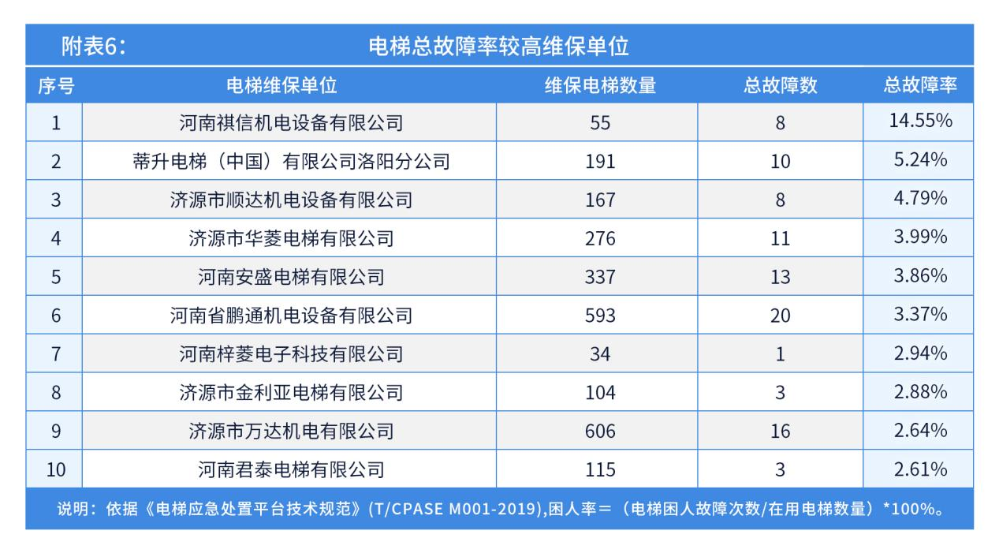 附表6： 电梯总故障率较高维保单位
序号 电梯维保单位 维保电梯数量 总故障数 总故障率
1 河南祺信机电设备有限公司 55 8 14.55%
2 蒂升电梯（中国）有限公司洛阳分公司 191 10 5.24%
3 济源市顺达机电设备有限公司 167 8 4.79%
4 济源市华菱电梯有限公司 276 11 3.99%
5 河南安盛电梯有限公司 337 13 3.86%
6 河南省鹏通机电设备有限公司 593 20 3.37%
7 河南梓菱电子科技有限公司 34 1 2.94%
8 济源市金利亚电梯有限公司 104 3 2.88%
9 济源市万达机电有限公司 606 16 2.64%
10 河南君泰电梯有限公司 115 3 2.61%
说明：依据《电梯应急处置平台技术规范》(T/CPASE M001-2019),困人率＝（电梯困人故障次数/在用电梯数量）*100%。